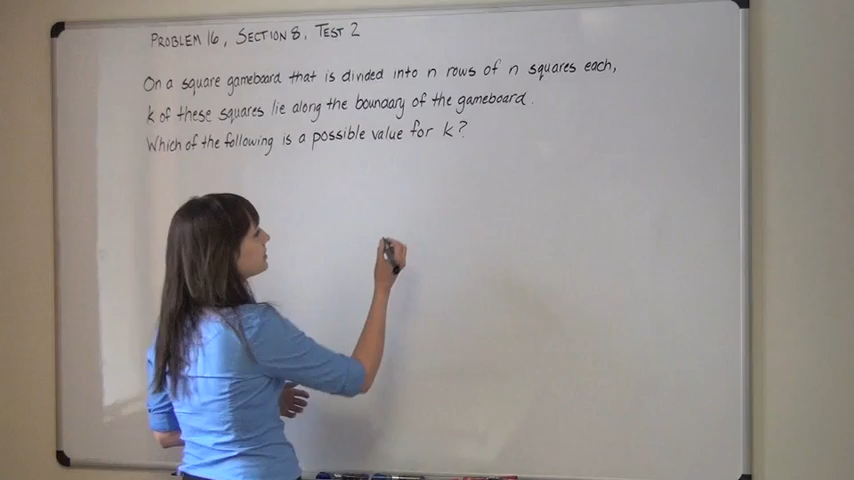 PROBLEM 16, SECTION 8, TEST 2
On a square gameboard that is divided into n rows of n squares each,
k of these squares lie along the boundary of the gameboard.
Which of the following is a possible value for k?